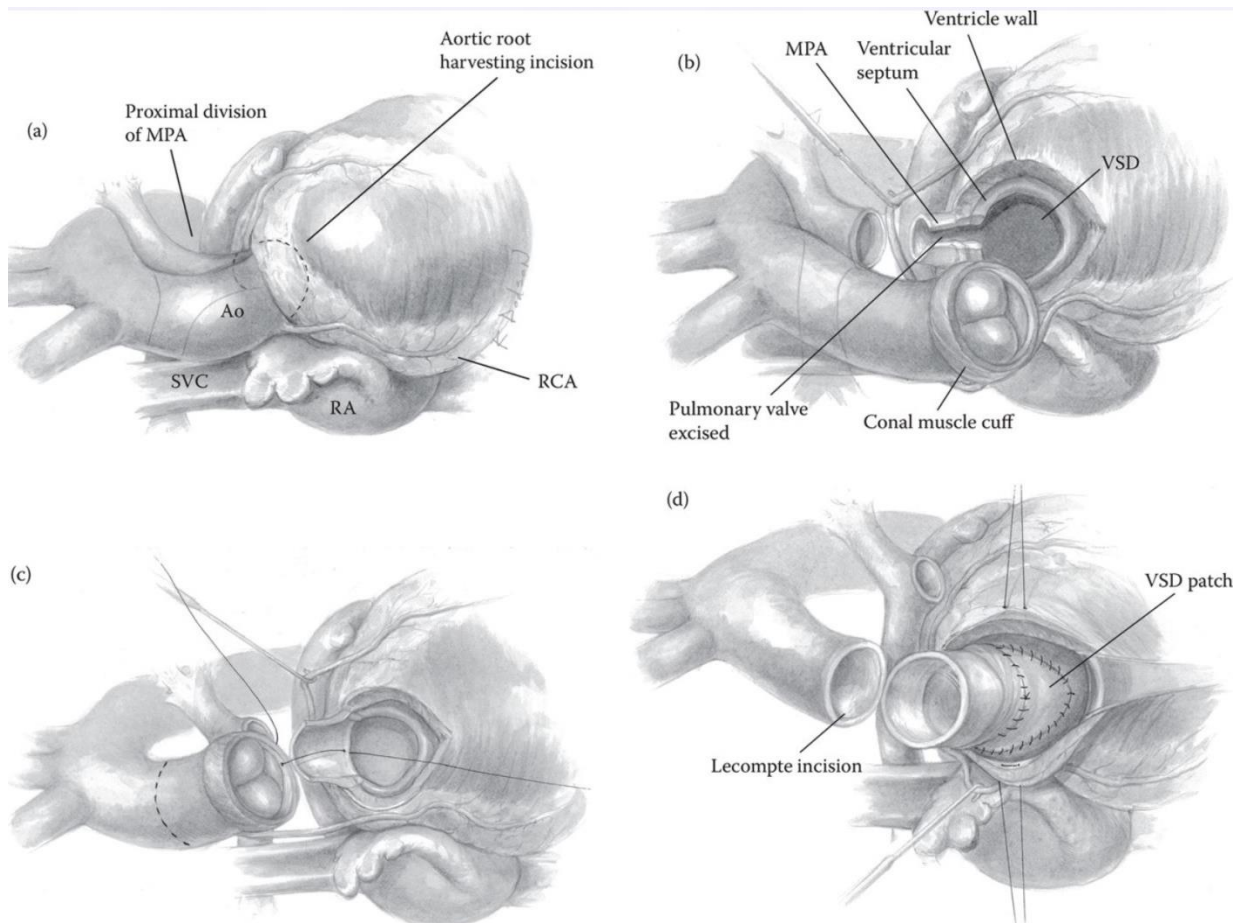 (a)
Proximal division
of MPA
Aortic root
harvesting incision
Ao
SVC
RA
RCA
(b)
MPA
Ventricular
septum
Ventricle wall
VSD
Pulmonary valve
excised
Conal muscle cuff
(c)
(d)
VSD patch
Lecompte incision